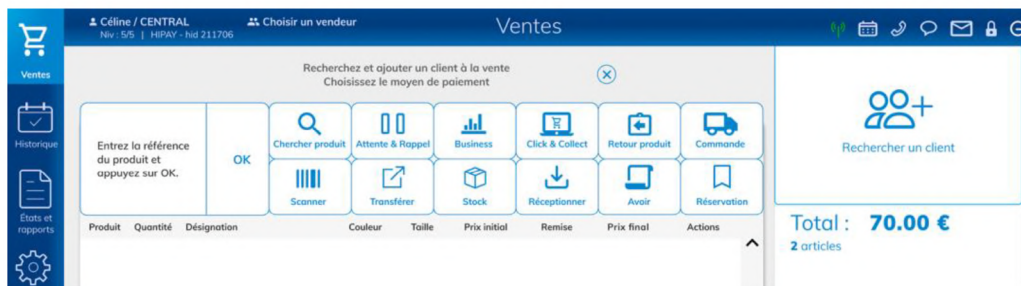 Céline / CENTRAL
Niv : 5/5 | HIPAY - hid 211706
Choisir un vendeur
Ventes
Ventes
Historique
États et
rapports
Recherchez et ajouter un client à la vente
Choisissez le moyen de paiement
Entrez la référence
du produit et
appuyez sur OK.
OK
Chercher produit
Attente & Rappel
Business
Click & Collect
Retour produit
Commande
Scanner
Transférer
Stock
Réceptionner
Avoir
Réservation
Produit Quantité Désignation Couleur Taille Prix initial Remise Prix final Actions
Rechercher un client
Total : 70.00 €
2 articles